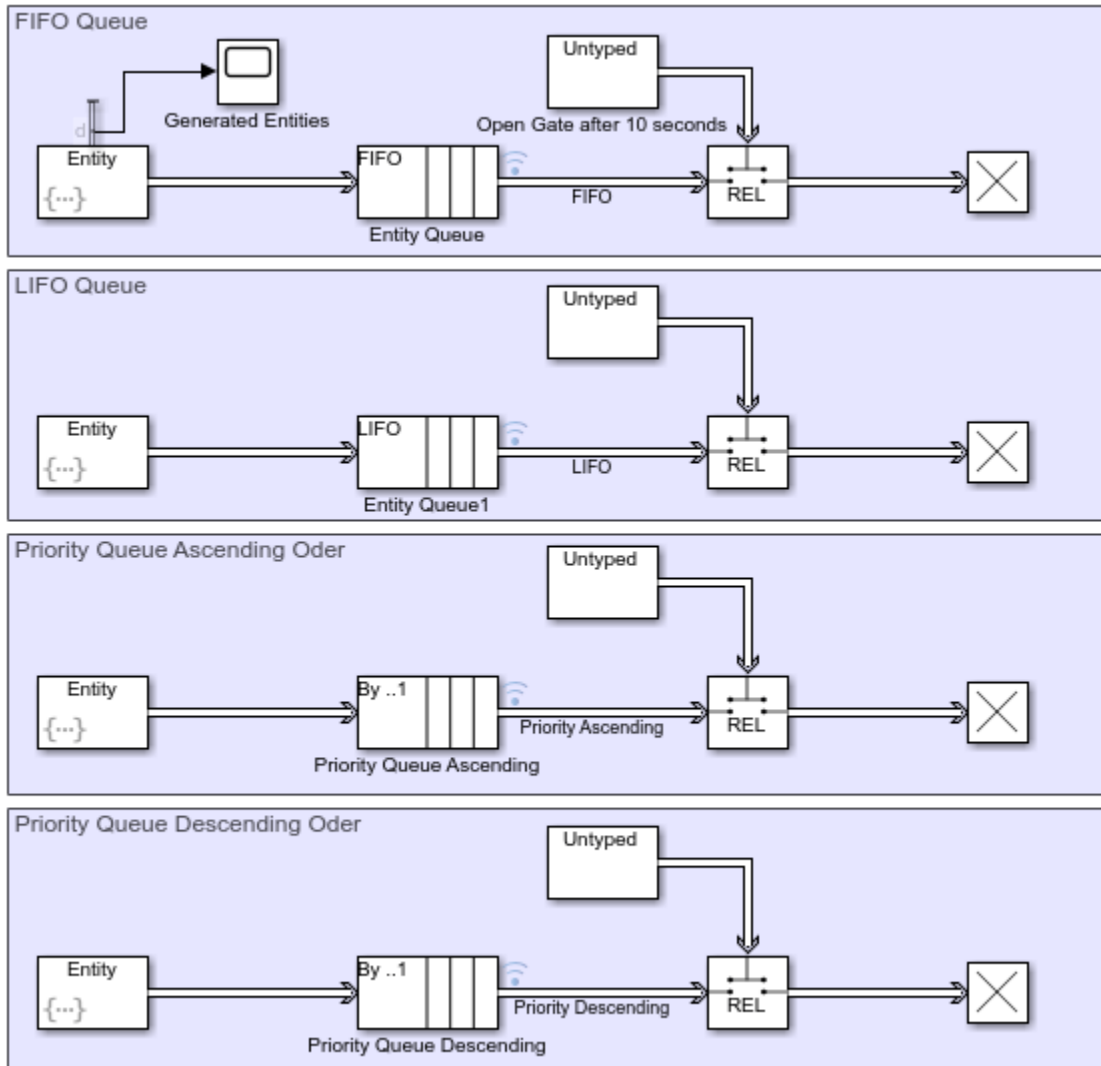 FIFO Queue
Untyped
Generated Entities
Open Gate after 10 seconds
d
Entity
{...}
FIFO
FIFO
REL
Entity Queue
LIFO Queue
Untyped
Entity
{...}
LIFO
LIFO
REL
Entity Queue1
Priority Queue Ascending Oder
Untyped
Entity
{...}
By ..1
Priority Ascending
REL
Priority Queue Ascending
Priority Queue Descending Oder
Untyped
Entity
{...}
By ..1
Priority Descending
REL
Priority Queue Descending